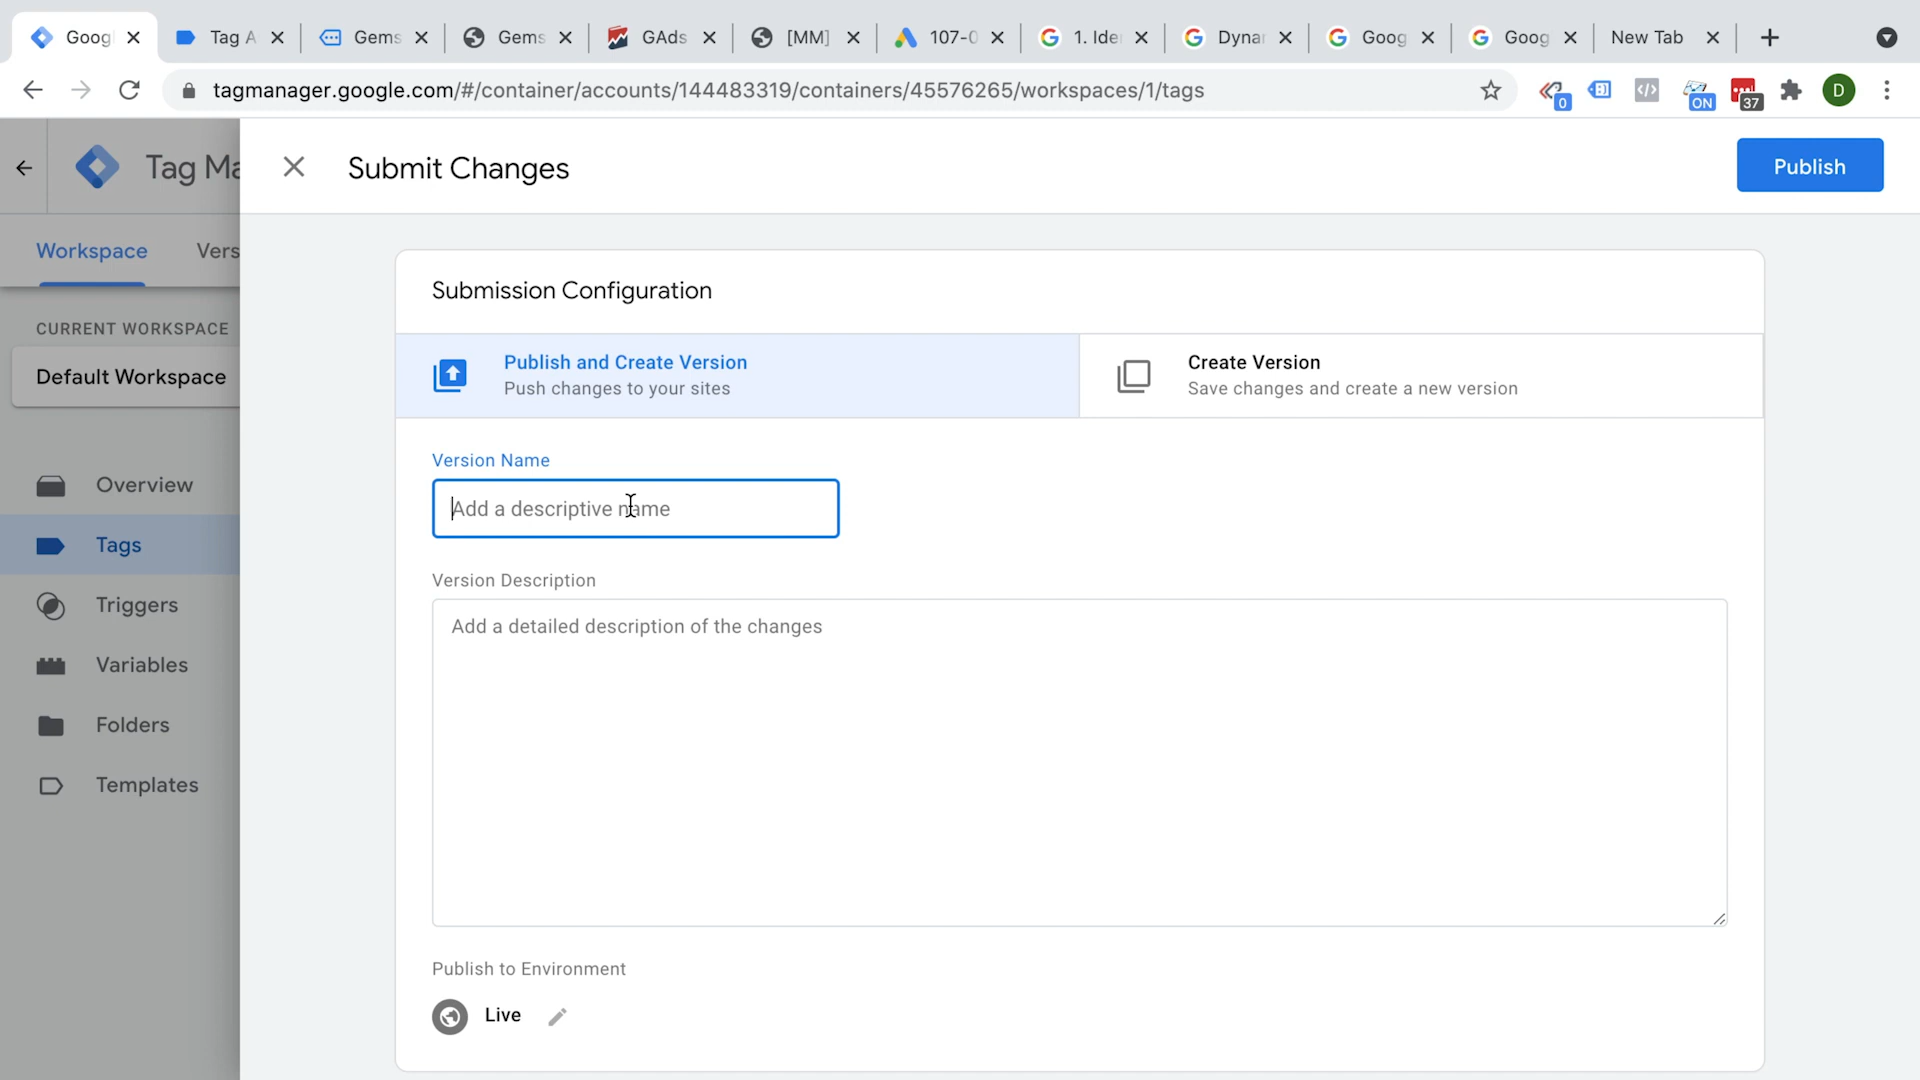 Goog
Tag A
Gems
Gems
GAds
[MM]
107-0
1. Ide
Dynar
Goog
Goog
New Tab
tagmanager.google.com/#/container/accounts/144483319/containers/45576265/workspaces/1/tags
0
ON
37
D
Tag Ma
Submit Changes
Publish
Workspace
Vers
CURRENT WORKSPACE
Default Workspace
Overview
Tags
Triggers
Variables
Folders
Templates
Submission Configuration
Publish and Create Version
Push changes to your sites
Create Version
Save changes and create a new version
Version Name
Add a descriptive name
Version Description
Add a detailed description of the changes
Publish to Environment
Live